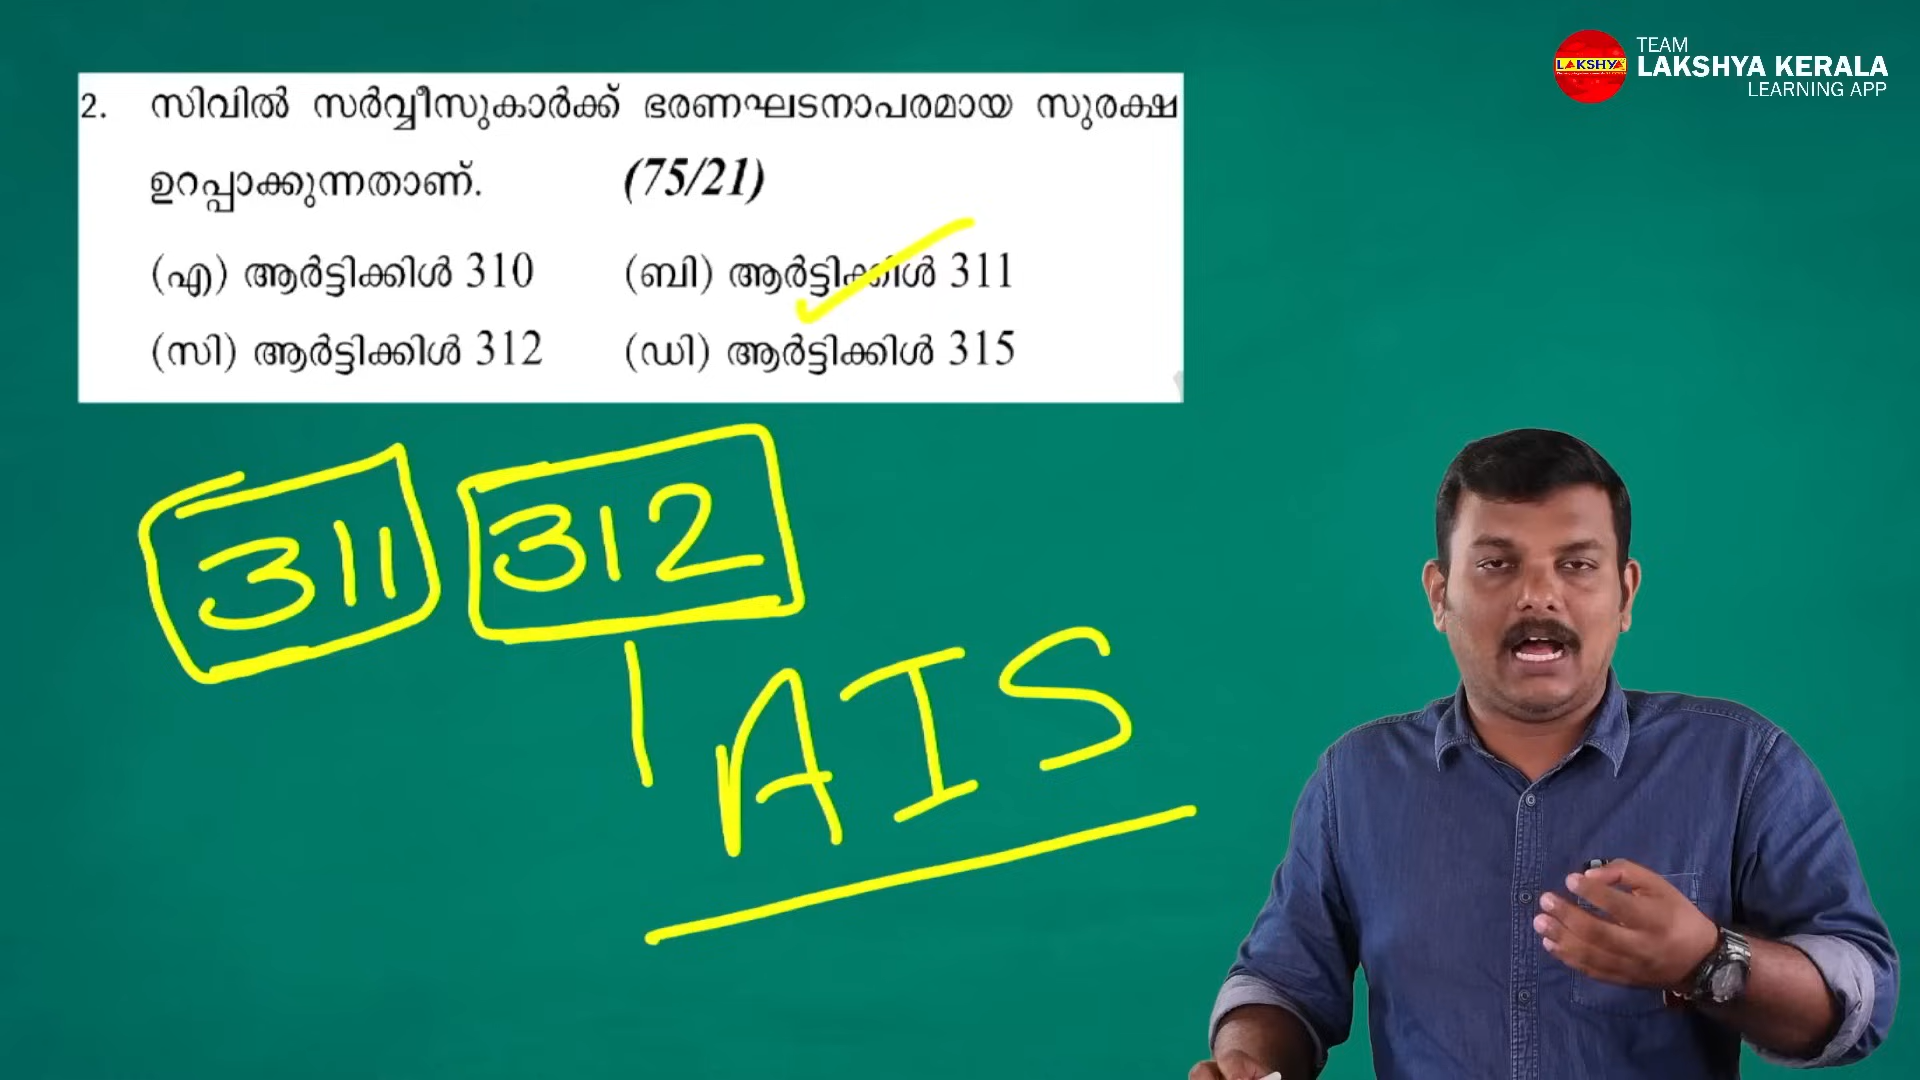 TEAM
LAKSHYA KERALA
LEARNING APP
LAKSHYA
2. സിവിൽ സർവ്വീസുകാർക്ക് ഭരണഘടനാപരമായ സുരക്ഷ
ഉറപ്പാക്കുന്നതാണ്. (75/21)
(എ) ആർട്ടിക്കിൾ 310 (ബി) ആർട്ടിക്കിൾ 311
(സി) ആർട്ടിക്കിൾ 312 (ഡി) ആർട്ടിക്കിൾ 315
311 312
AIS